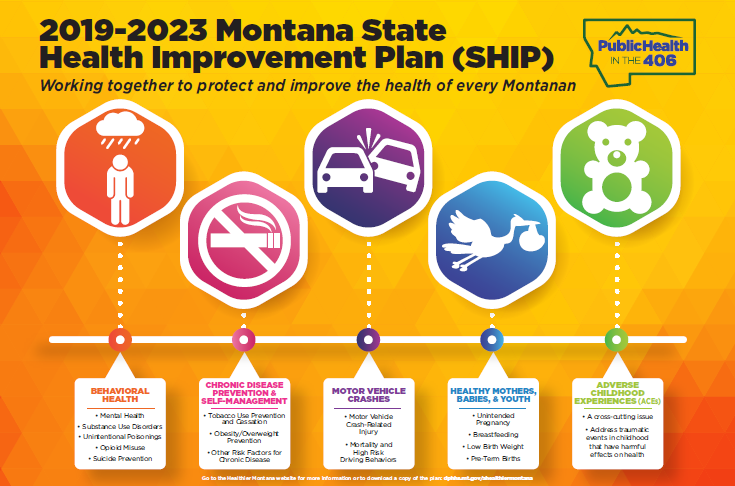 2019-2023 Montana State
Health Improvement Plan (SHIP)
Working together to protect and improve the health of every Montanan
PublicHealth
IN THE 406
BEHAVIORAL
HEALTH
• Mental Health
• Substance Use Disorders
• Unintentional Poisonings
• Opioid Misuse
• Suicide Prevention
CHRONIC DISEASE
PREVENTION &
SELF-MANAGEMENT
• Tobacco Use Prevention
and Cessation
• Obesity/Overweight
Prevention
• Other Risk Factors for
Chronic Disease
MOTOR VEHICLE
CRASHES
• Motor Vehicle
Crash-Related
Injury
• Mortality and
High Risk
Driving Behaviors
HEALTHY MOTHERS,
BABIES, & YOUTH
• Unintended
Pregnancy
• Breastfeeding
• Low Birth Weight
• Pre-Term Births
ADVERSE
CHILDHOOD
EXPERIENCES (ACEs)
• A cross-cutting issue
• Address traumatic
events in childhood
that have harmful
effects on health
Go to the Healthier Montana website for more information or to download a copy of the plan: